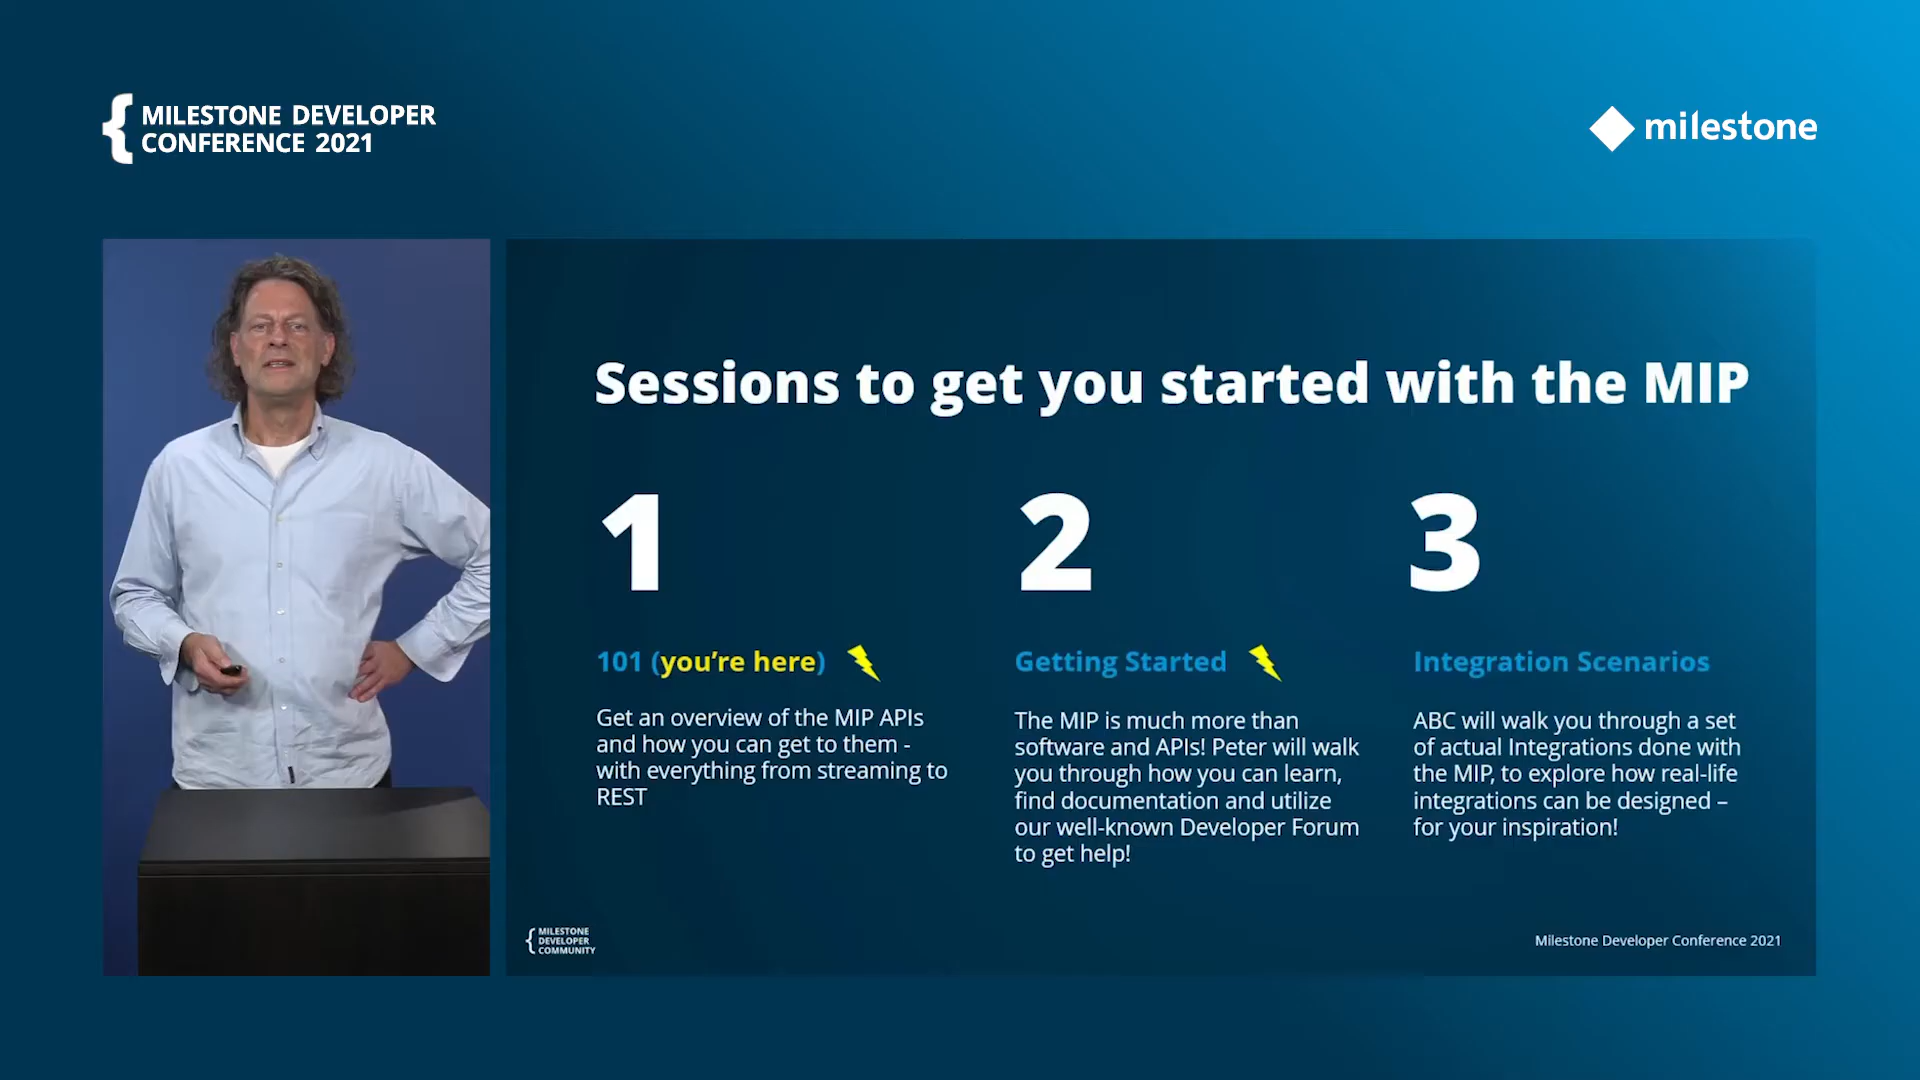 MILESTONE DEVELOPER
CONFERENCE 2021
milestone
Sessions to get you started with the MIP
1
101 (you're here)
Get an overview of the MIP APIs
and how you can get to them -
with everything from streaming to
REST
2
Getting Started
The MIP is much more than
software and APIs! Peter will walk
you through how you can learn,
find documentation and utilize
our well-known Developer Forum
to get help!
3
Integration Scenarios
ABC will walk you through a set
of actual Integrations done with
the MIP, to explore how real-life
integrations can be designed –
for your inspiration!
MILESTONE
DEVELOPER
COMMUNITY
Milestone Developer Conference 2021